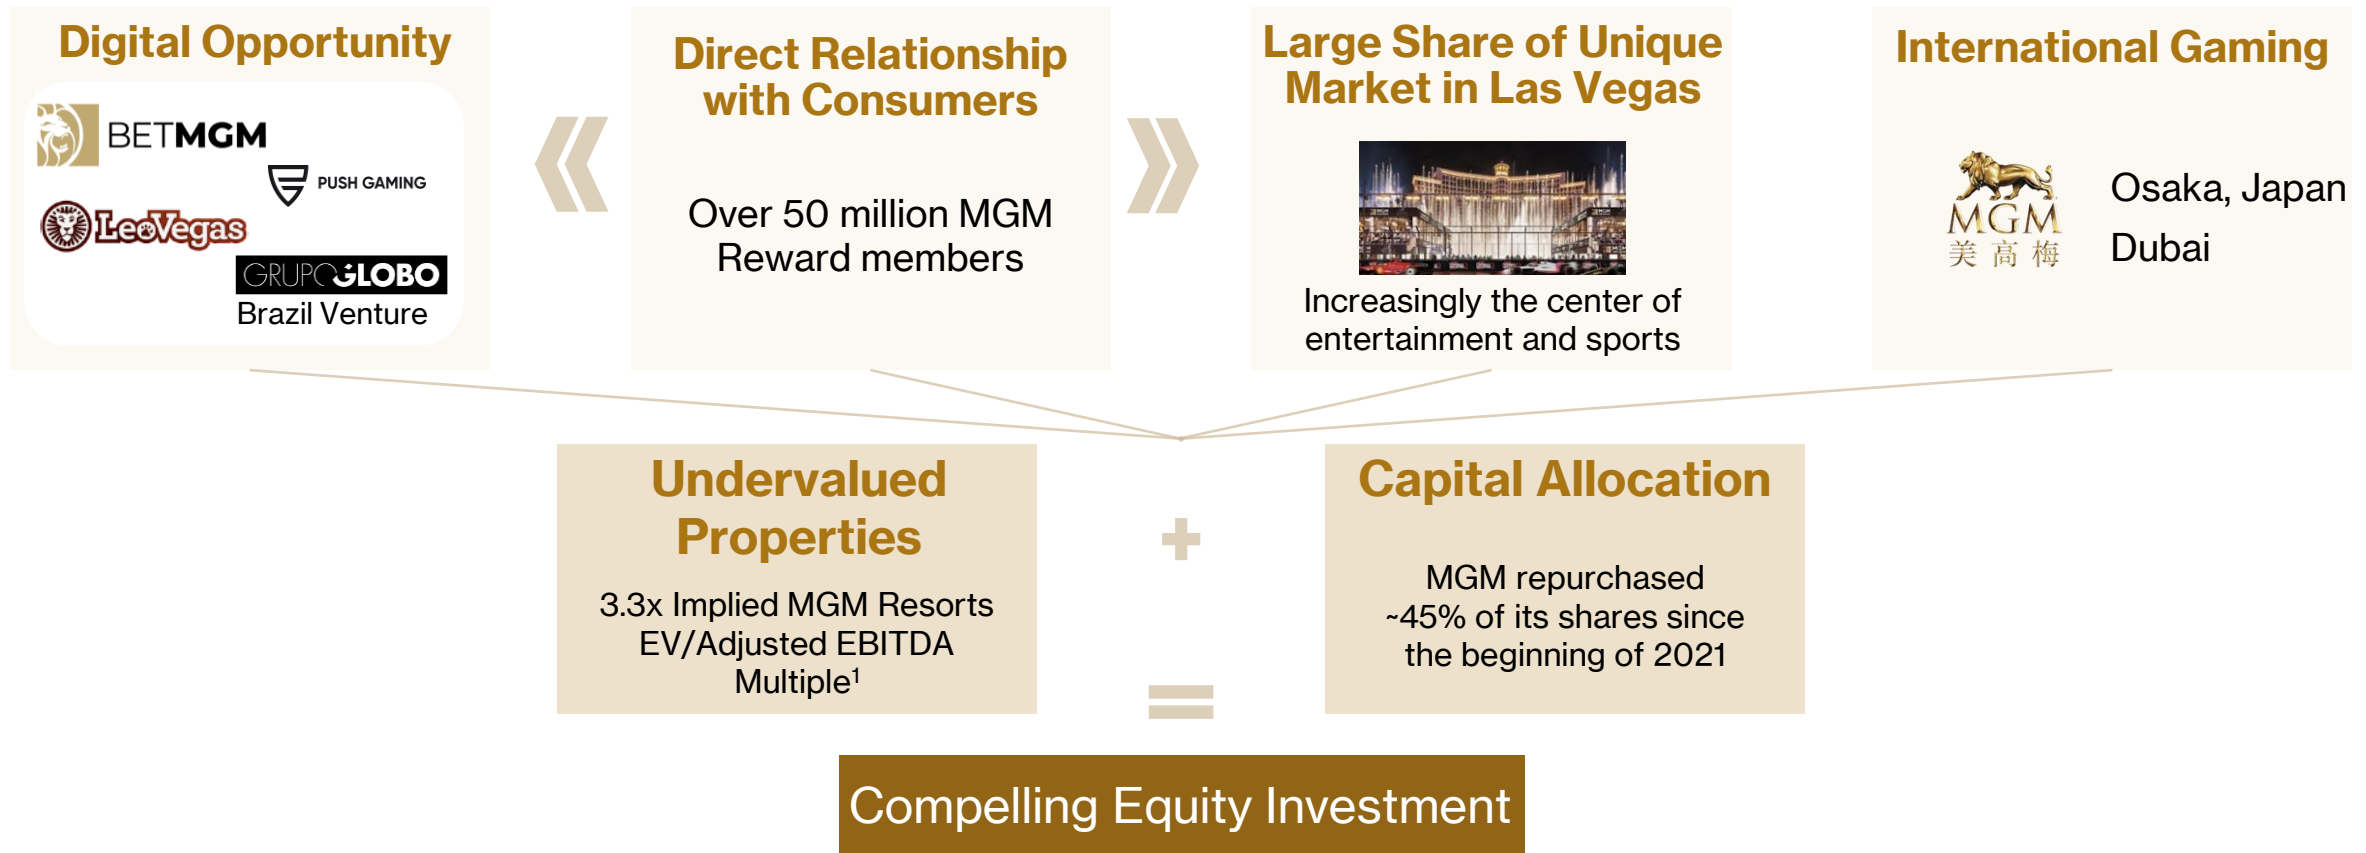 Digital Opportunity
BETMGM
PUSH GAMING
LeoVegas
GRUPO GLOBO
Brazil Venture
Direct Relationship
with Consumers
Over 50 million MGM
Reward members
Large Share of Unique
Market in Las Vegas
Increasingly the center of
entertainment and sports
International Gaming
MGM
美高梅
Osaka, Japan
Dubai
Undervalued
Properties
3.3x Implied MGM Resorts
EV/Adjusted EBITDA
Multiple¹
+
Capital Allocation
MGM repurchased
~45% of its shares since
the beginning of 2021
=
Compelling Equity Investment